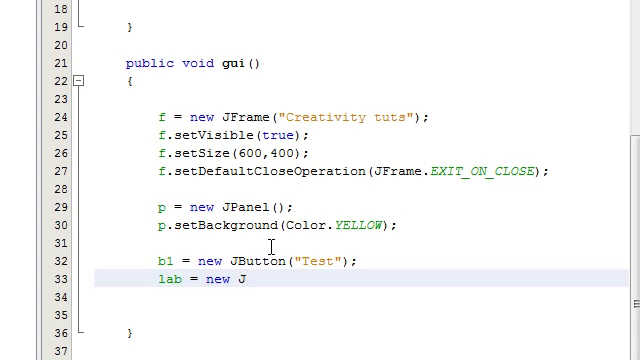 18
19 }
20
21 public void gui()
22 {
23
24 f = new JFrame("Creativity tuts");
25 f.setVisible(true);
26 f.setSize(600,400);
27 f.setDefaultCloseOperation(JFrame.EXIT_ON_CLOSE);
28
29 p = new JPanel();
30 p.setBackground(Color.YELLOW);
31
32 b1 = new JButton("Test");
33 lab = new J
34
35
36 }
37